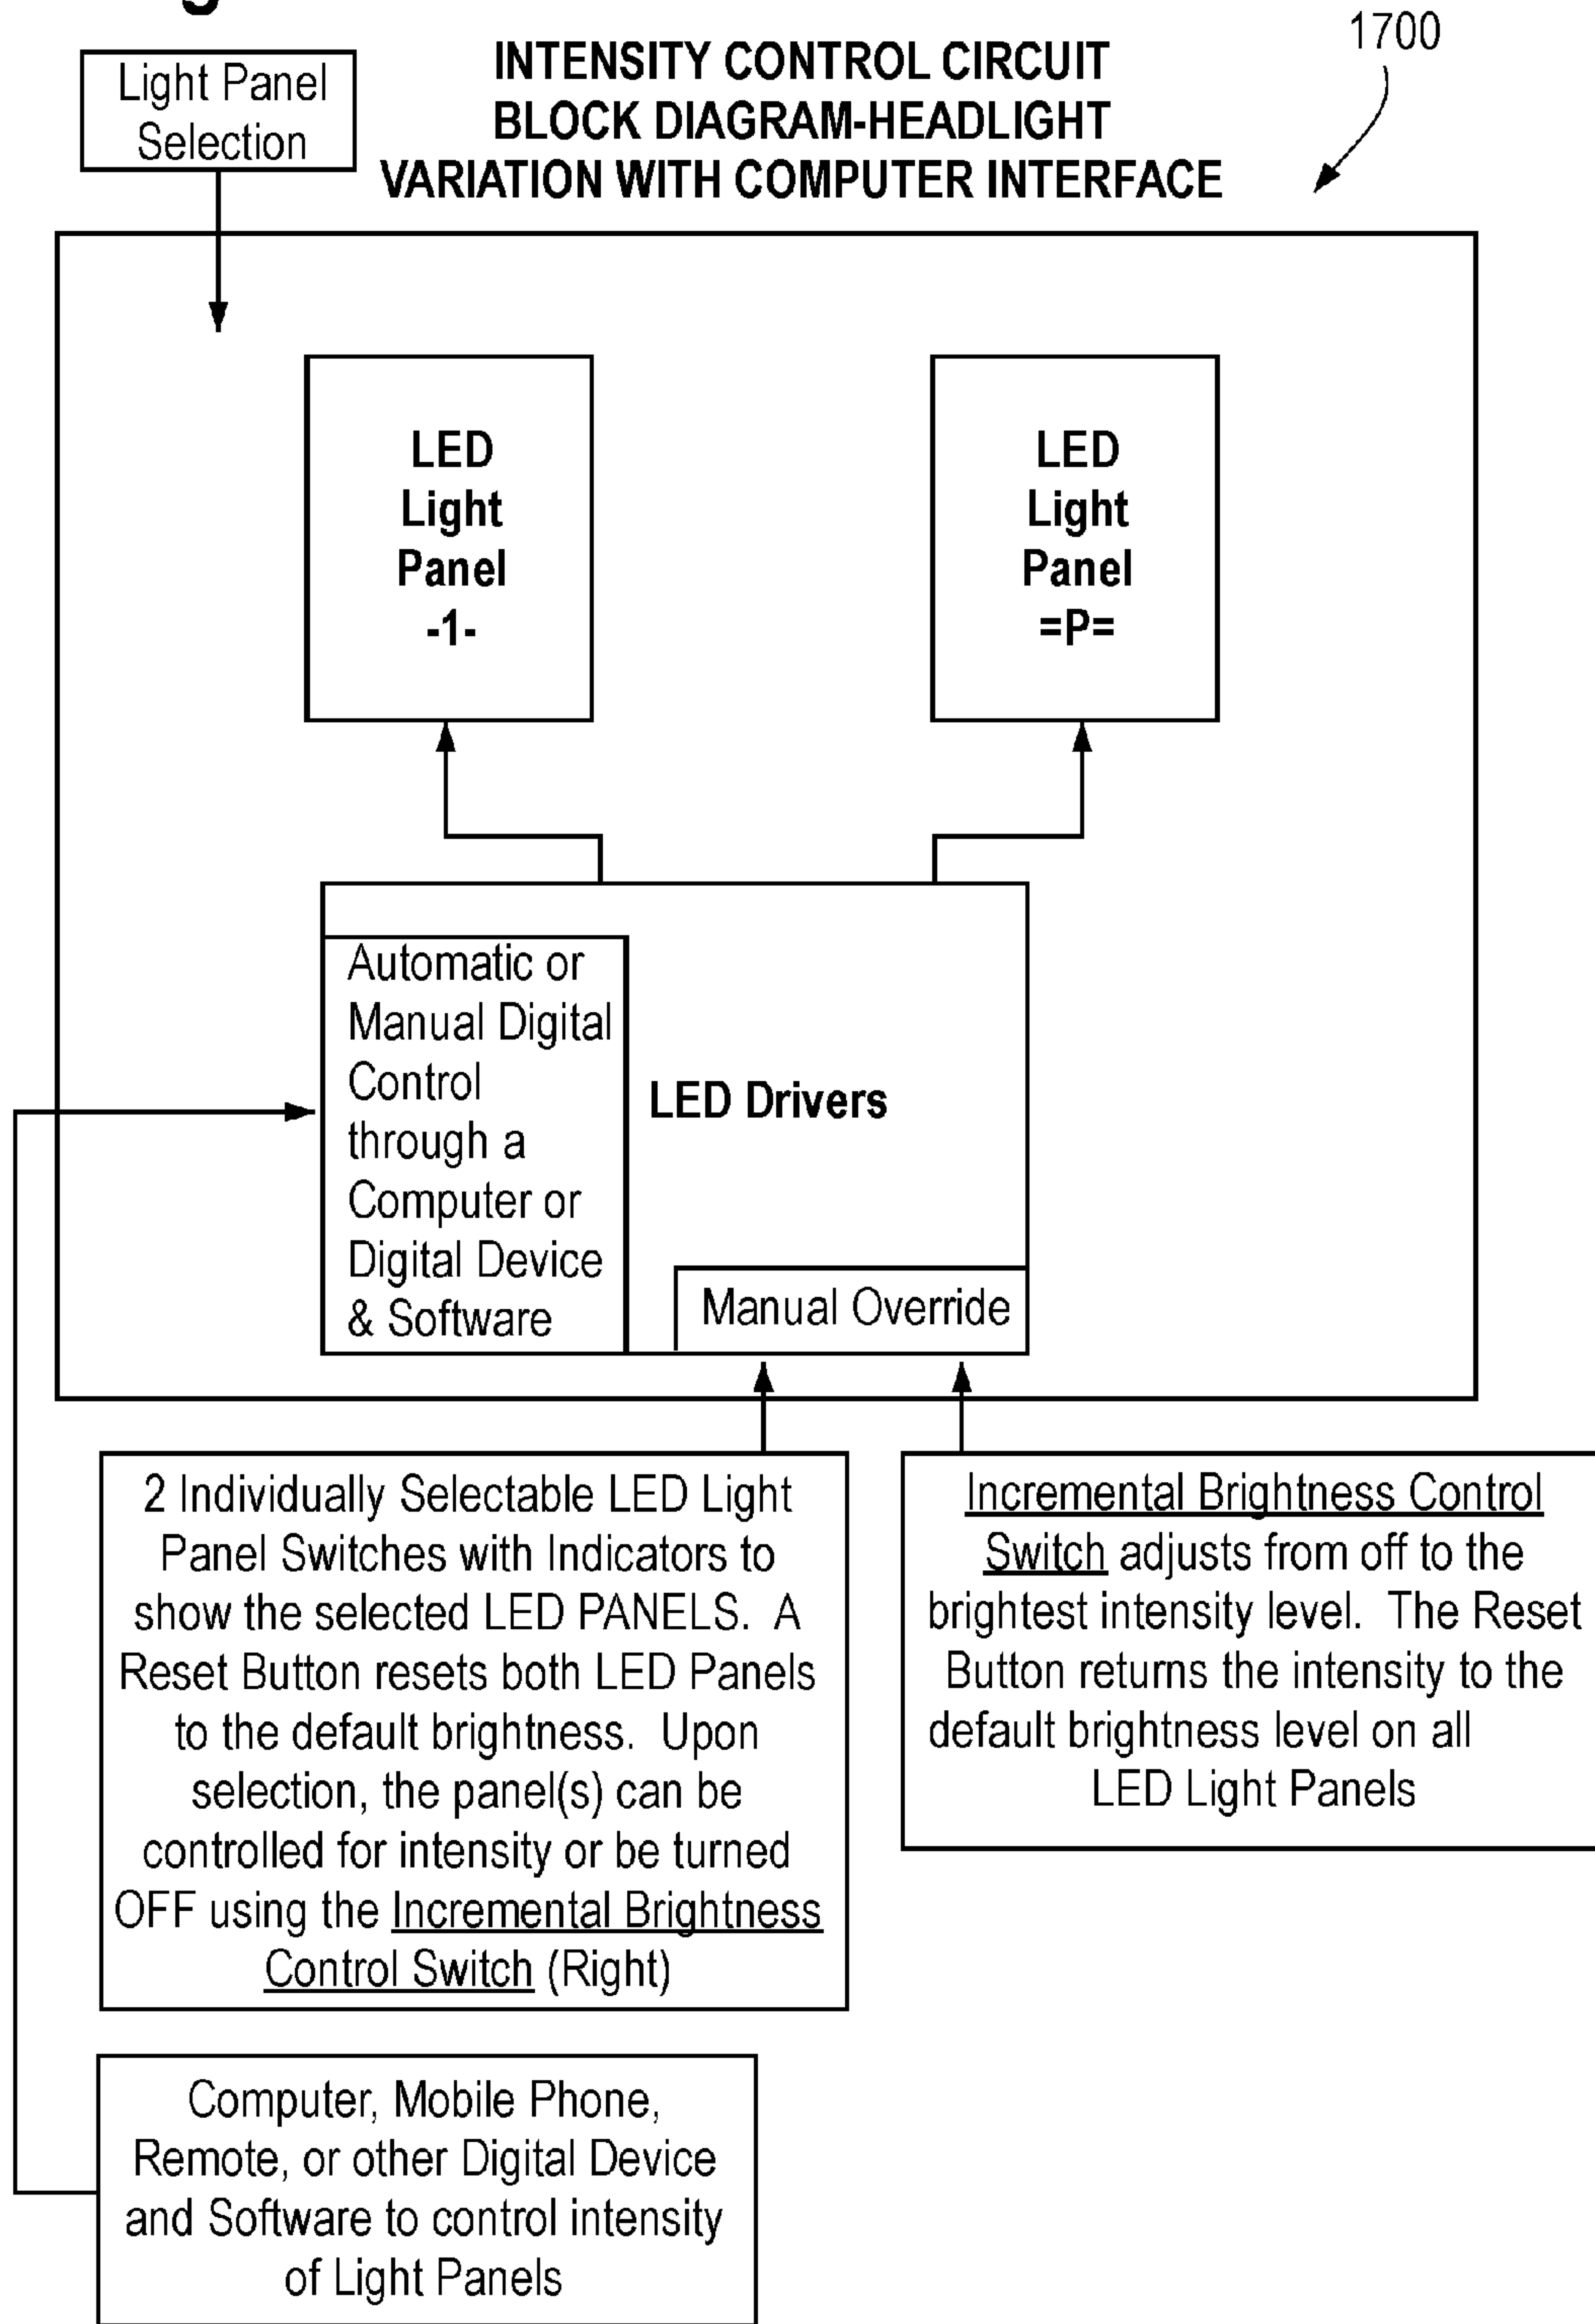 1700
INTENSITY CONTROL CIRCUIT
BLOCK DIAGRAM-HEADLIGHT
VARIATION WITH COMPUTER INTERFACE
Light Panel
Selection
LED
Light
Panel
-1-
LED
Light
Panel
=P=
Automatic or
Manual Digital
Control
through a
Computer or
Digital Device
& Software
LED Drivers
Manual Override
2 Individually Selectable LED Light
Panel Switches with Indicators to
show the selected LED PANELS. A
Reset Button resets both LED Panels
to the default brightness. Upon
selection, the panel(s) can be
controlled for intensity or be turned
OFF using the Incremental Brightness
Control Switch (Right)
Incremental Brightness Control
Switch adjusts from off to the
brightest intensity level. The Reset
Button returns the intensity to the
default brightness level on all
LED Light Panels
Computer, Mobile Phone,
Remote, or other Digital Device
and Software to control intensity
of Light Panels